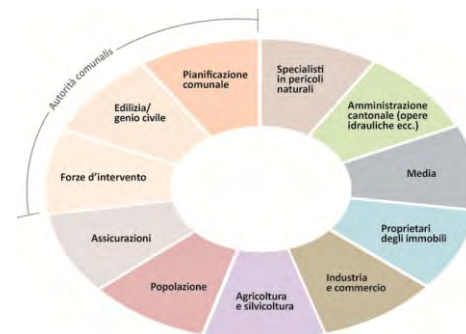 Autorità comunalis
Pianificazione
comunale
Specialisti
in pericoli
naturali
Amministrazione
cantonale (opere
idrauliche ecc.)
Media
Proprietari
degli immobili
Industria
e commercio
Agricoltura
e silvicoltura
Popolazione
Assicurazioni
Forze d'intervento
Edilizia/
genio civile